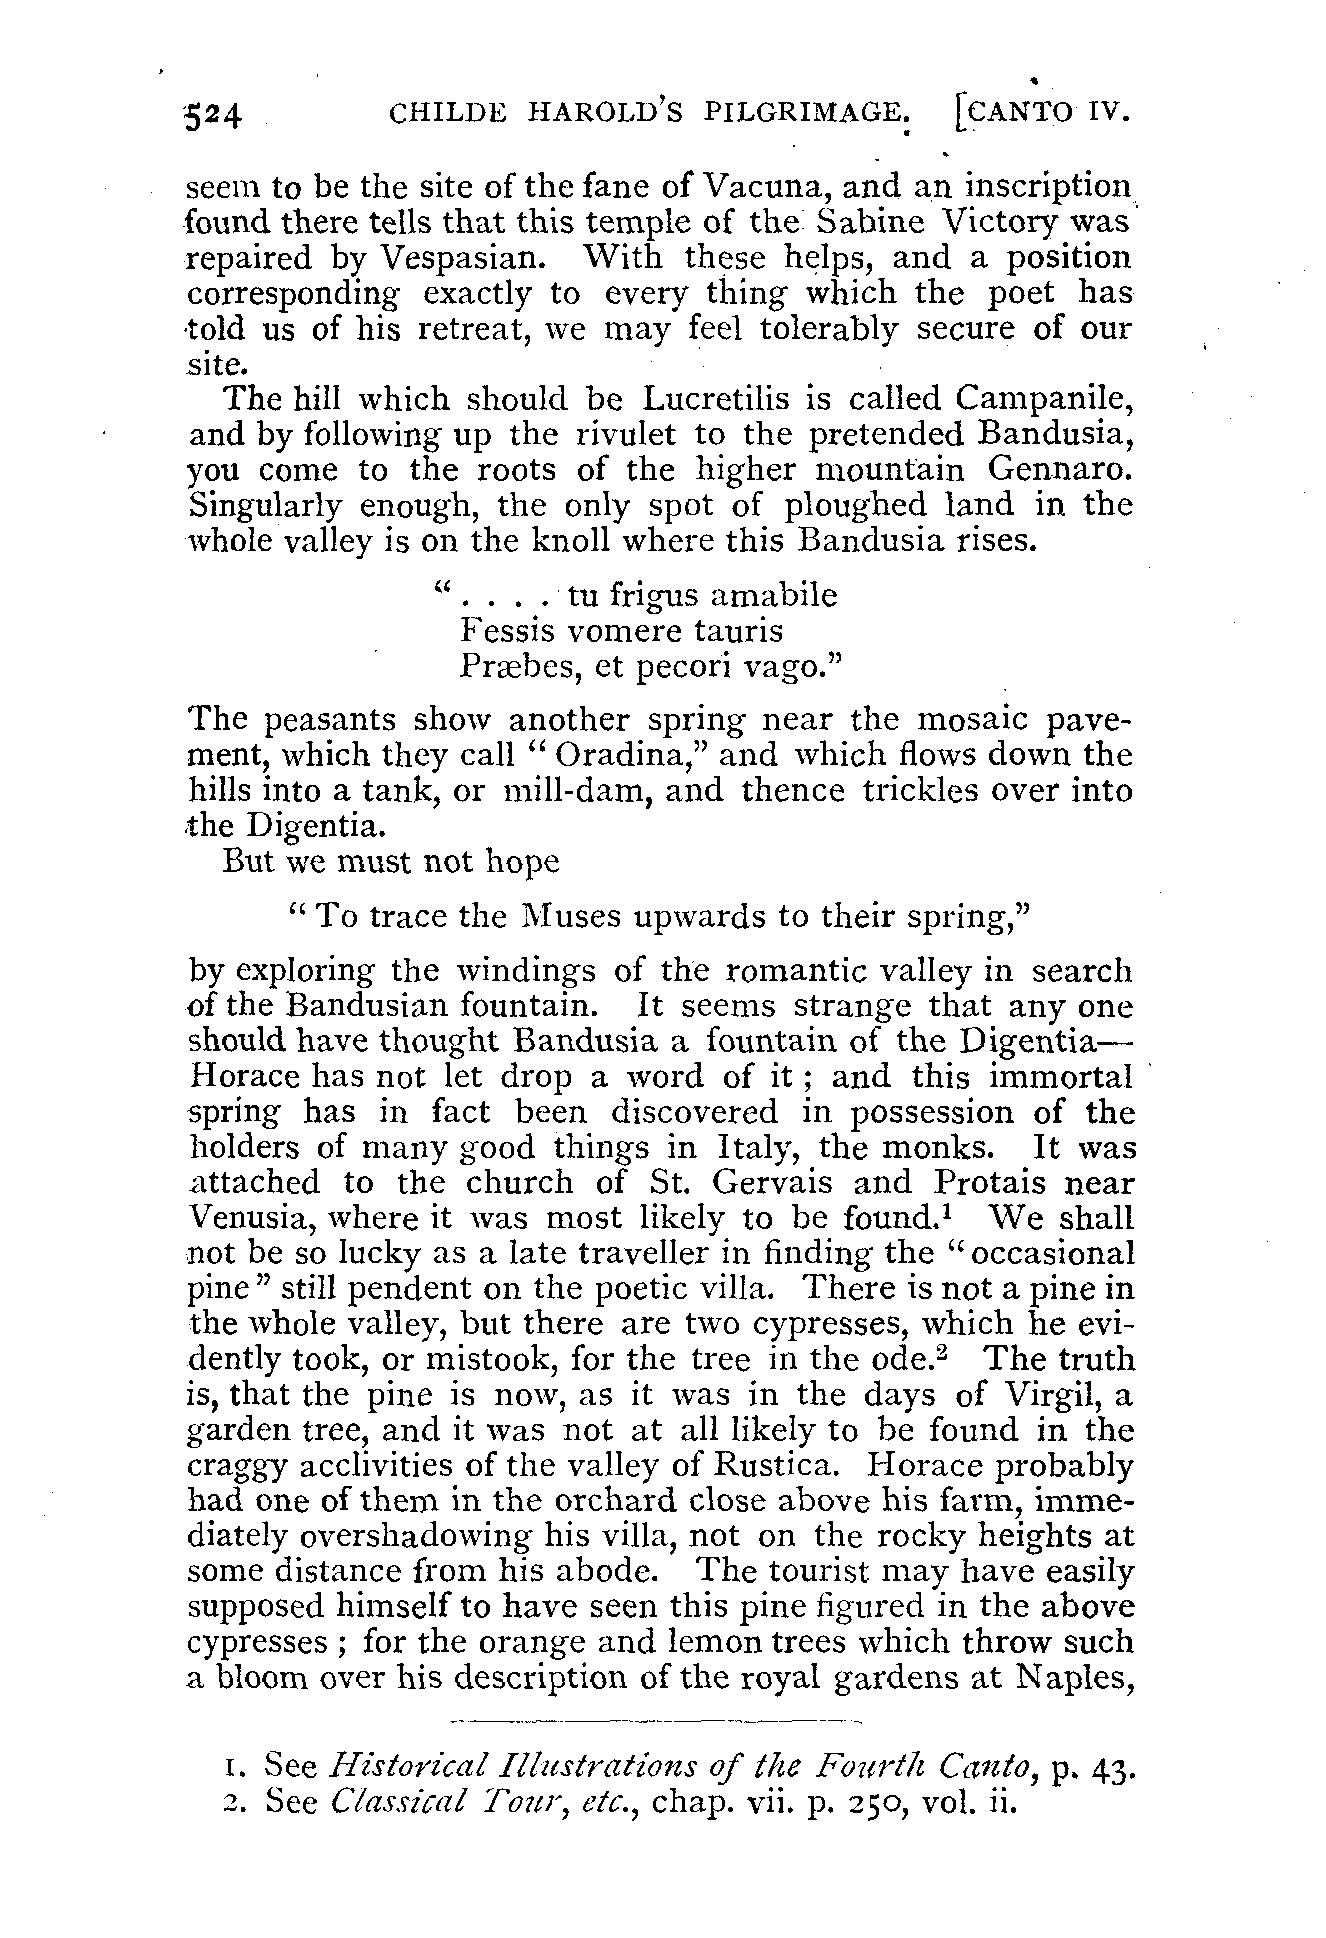 524 CHILDE HAROLD'S PILGRIMAGE. [CANTO IV.
seem to be the site of the fane of Vacuna, and an inscription
found there tells that this temple of the Sabine Victory was
repaired by Vespasian. With these helps, and a position
corresponding exactly to every thing which the poet has
told us of his retreat, we may feel tolerably secure of our
site.
The hill which should be Lucretilis is called Campanile,
and by following up the rivulet to the pretended Bandusia,
you come to the roots of the higher mountain Gennaro.
Singularly enough, the only spot of ploughed land in the
whole valley is on the knoll where this Bandusia rises.
" . . . . tu frigus amabile
Fessis vomere tauris
Præbes, et pecori vago."
The peasants show another spring near the mosaic pave-
ment, which they call "Oradina," and which flows down the
hills into a tank, or mill-dam, and thence trickles over into
the Digentia.
But we must not hope
"To trace the Muses upwards to their spring,"
by exploring the windings of the romantic valley in search
of the Bandusian fountain. It seems strange that any one
should have thought Bandusia a fountain of the Digentia—
Horace has not let drop a word of it; and this immortal
spring has in fact been discovered in possession of the
holders of many good things in Italy, the monks. It was
attached to the church of St. Gervais and Protais near
Venusia, where it was most likely to be found.¹ We shall
not be so lucky as a late traveller in finding the "occasional
pine" still pendent on the poetic villa. There is not a pine in
the whole valley, but there are two cypresses, which he evi-
dently took, or mistook, for the tree in the ode.² The truth
is, that the pine is now, as it was in the days of Virgil, a
garden tree, and it was not at all likely to be found in the
craggy acclivities of the valley of Rustica. Horace probably
had one of them in the orchard close above his farm, imme-
diately overshadowing his villa, not on the rocky heights at
some distance from his abode. The tourist may have easily
supposed himself to have seen this pine figured in the above
cypresses; for the orange and lemon trees which throw such
a bloom over his description of the royal gardens at Naples,
1. See Historical Illustrations of the Fourth Canto, p. 43.
2. See Classical Tour, etc., chap. vii. p. 250, vol. ii.